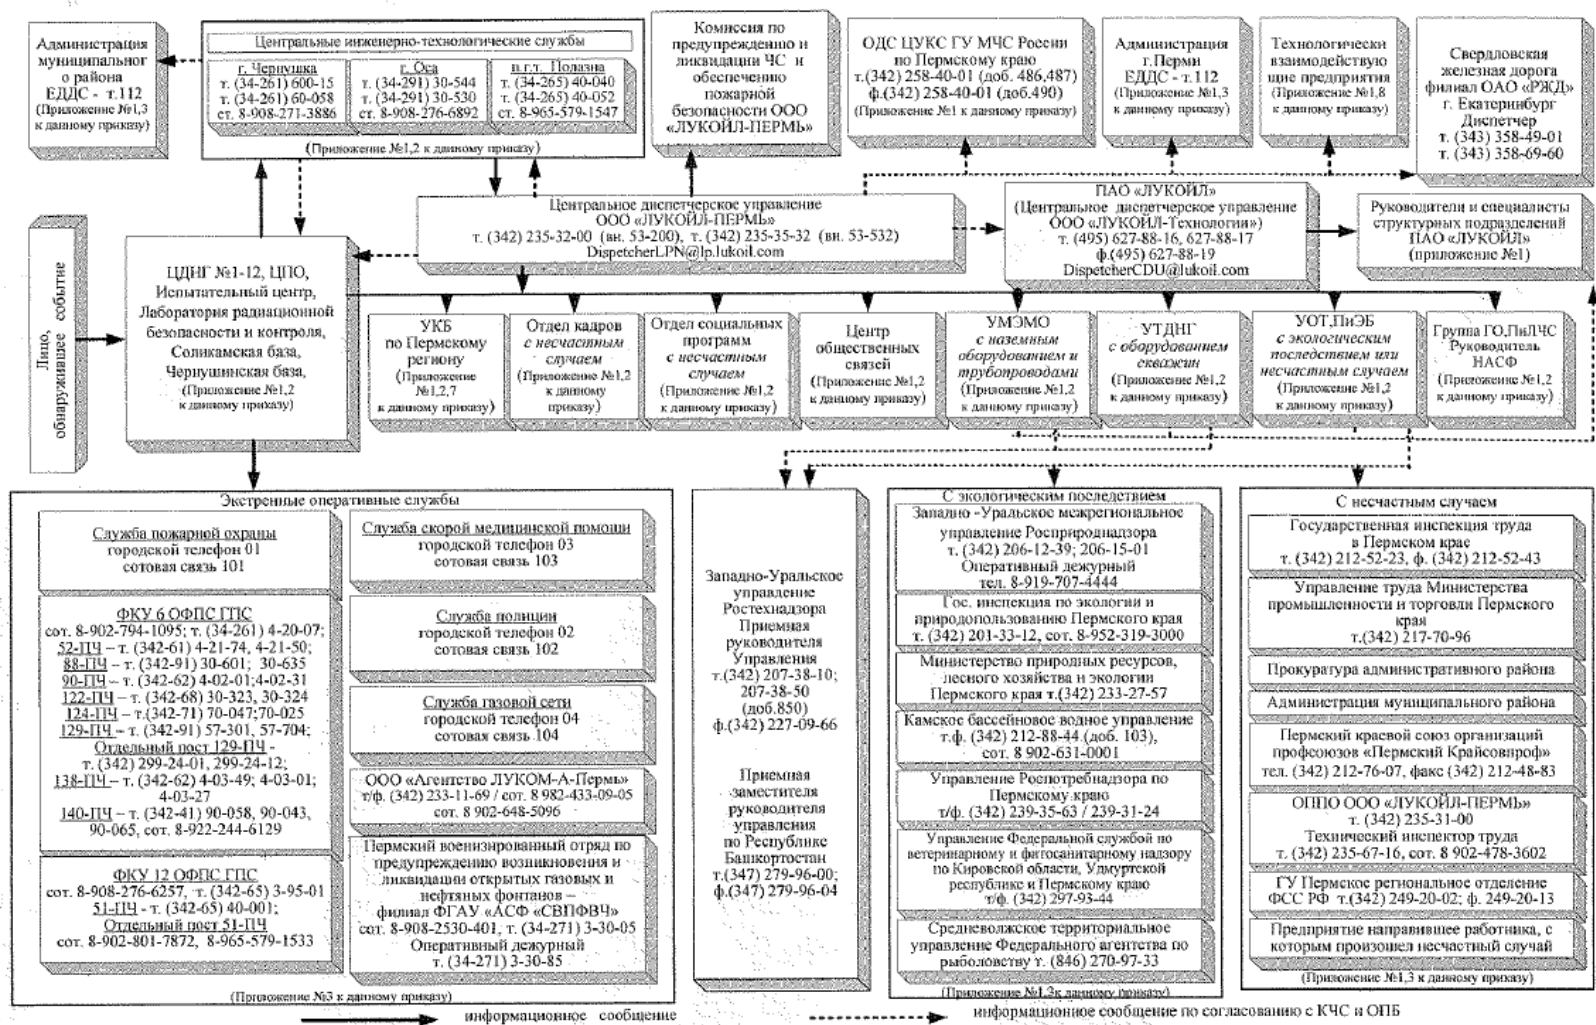 Администрация
муниципальног
о района
ЕДДС - т.112
(Приложение №1,3
к данному приказу)
Центральные инженерно-технологические службы
г. Чернушка
т. (34-261) 600-15
т. (34-261) 60-058
ст. 8-908-271-3886
г. Оса
т. (34-291) 30-544
т. (34-291) 30-530
ст. 8-908-276-6892
п.г.т. Полазна
т. (34-265) 40-040
т. (34-265) 40-052
ст. 8-965-579-1547
(Приложение №1,2 к данному приказу)
Комиссия по
предупреждению и
ликвидации ЧС и
обеспечению
пожарной
безопасности ООО
«ЛУКОЙЛ-ПЕРМЬ»
ОДС ЦУКС ГУ МЧС России
по Пермскому краю
т.(342) 258-40-01 (доб. 486,487)
ф.(342) 258-40-01 (доб.490)
(Приложение №1 к данному приказу)
Администрация
г.Перми
ЕДДС - т.112
(Приложение №1,3
к данному приказу)
Технологически
взаимодействую
щие предприятия
(Приложение №1,8
к данному приказу)
Свердловская
железная дорога
филиал ОАО «РЖД»
г. Екатеринбург
Диспетчер
т. (343) 358-49-01
т. (343) 358-69-60
Центральное диспетчерское управление
ООО «ЛУКОЙЛ-ПЕРМЬ»
т. (342) 235-32-00 (вн. 53-200), т. (342) 235-35-32 (вн. 53-532)
DispetcherLPN@lp.lukoil.com
ПАО «ЛУКОЙЛ»
(Центральное диспетчерское управление
ООО «ЛУКОЙЛ-Технологии»)
т. (495) 627-88-16, 627-88-17
ф.(495) 627-88-19
DispetcherCDU@lukoil.com
Руководители и специалисты
структурных подразделений
ПАО «ЛУКОЙЛ»
(приложение №1)
Лицо,
обнаружившее событие
ЦДНГ №1-12, ЦПО,
Испытательный центр,
Лаборатория радиационной
безопасности и контроля,
Соликамская база,
Чернушинская база,
(Приложение №1,2
к данному приказу)
УКБ
по Пермскому
региону
(Приложение
№1,2,7
к данному приказу)
Отдел кадров
с несчастным
случаем
(Приложение №1,2
к данному
приказу)
Отдел социальных
программ
с несчастным
случаем
(Приложение №1,2
к данному приказу)
Центр
общественных
связей
(Приложение №1,2
к данному приказу)
УМЭМО
с наземным
оборудованием и
трубопроводами
(Приложение №1,2
к данному приказу)
УТДНГ
с оборудованием
скважин
(Приложение №1,2
к данному приказу)
УОТ,ПиЭБ
с экологическим
последствием или
несчастным случаем
(Приложение №1,2
к данному приказу)
Группа ГО,ПиЛЧС
Руководитель
НАСФ
(Приложение №1,2
к данному приказу)
Экстренные оперативные службы
Служба пожарной охраны
городской телефон 01
сотовая связь 101
ФКУ 6 ОФПС ГПС
сот. 8-902-794-1095; т. (34-261) 4-20-07;
52-ПЧ – т. (342-61) 4-21-74, 4-21-50;
88-ПЧ – т. (342-91) 30-601; 30-635
90-ПЧ – т. (342-62) 4-02-01;4-02-31
122-ПЧ – т. (342-68) 30-323, 30-324
124-ПЧ – т.(342-71) 70-047;70-025
129-ПЧ – т. (342-91) 57-301, 57-704;
Отдельный пост 129-ПЧ -
т. (342) 299-24-01, 299-24-12;
138-ПЧ – т. (342-62) 4-03-49; 4-03-01;
4-03-27
140-ПЧ – т. (342-41) 90-058, 90-043,
90-065, сот. 8-922-244-6129
ФКУ 12 ОФПС ГПС
сот. 8-908-276-6257, т. (342-65) 3-95-01
51-ПЧ - т. (342-65) 40-001;
Отдельный пост 51-ПЧ
сот. 8-902-801-7872, 8-965-579-1533
Служба скорой медицинской помощи
городской телефон 03
сотовая связь 103
Служба полиции
городской телефон 02
сотовая связь 102
Служба газовой сети
городской телефон 04
сотовая связь 104
ООО «Агентство ЛУКОМ-А-Пермь»
т/ф. (342) 233-11-69 / сот. 8 982-433-09-05
сот. 8 902-648-5096
Пермский военизированный отряд по
предупреждению возникновения и
ликвидации открытых газовых и
нефтяных фонтанов –
филиал ФГАУ «АСФ «СВПФВЧ»
сот. 8-908-2530-401, т. (34-271) 3-30-05
Оперативный дежурный
т. (34-271) 3-30-85
(Приложение №3 к данному приказу)
Западно-Уральское
управление
Ростехнадзора
Приемная
руководителя
Управления
т.(342) 207-38-10;
207-38-50
(доб.850)
ф.(342) 227-09-66
Приемная
заместителя
руководителя
управления
по Республике
Башкортостан
т.(347) 279-96-00;
ф.(347) 279-96-04
С экологическим последствием
Западно -Уральское межрегиональное
управление Росприроднадзора
т. (342) 206-12-39; 206-15-01
Оперативный дежурный
тел. 8-919-707-4444
Гос. инспекция по экологии и
природопользованию Пермского края
т. (342) 201-33-12, сот. 8-952-319-3000
Министерство природных ресурсов,
лесного хозяйства и экологии
Пермского края т.(342) 233-27-57
Камское бассейновое водное управление
т.ф. (342) 212-88-44 (доб. 103),
сот. 8 902-631-0001
Управление Роспотребнадзора по
Пермскому краю
т/ф. (342) 239-35-63 / 239-31-24
Управление Федеральной службой по
ветеринарному и фитосанитарному надзору
по Кировской области, Удмуртской
республике и Пермскому краю
т/ф. (342) 297-93-44
Средневолжское территориальное
управление Федерального агентства по
рыболовству т. (846) 270-97-33
(Приложение №1,3к данному приказу)
С несчастным случаем
Государственная инспекция труда
в Пермском крае
т. (342) 212-52-23, ф. (342) 212-52-43
Управление труда Министерства
промышленности и торговли Пермского
края
т.(342) 217-70-96
Прокуратура административного района
Администрация муниципального района
Пермский краевой союз организаций
профсоюзов «Пермский Крайсовпроф»
тел. (342) 212-76-07, факс (342) 212-48-83
ОППО ООО «ЛУКОЙЛ-ПЕРМЬ»
т. (342) 235-31-00
Технический инспектор труда
т. (342) 235-67-16, сот. 8 902-478-3602
ГУ Пермское региональное отделение
ФСС РФ т.(342) 249-20-02; ф. 249-20-13
Предприятие направившее работника, с
которым произошел несчастный случай
(Приложение №1,3 к данному приказу)
информационное сообщение
информационное сообщение по согласованию с КЧС и ОПБ